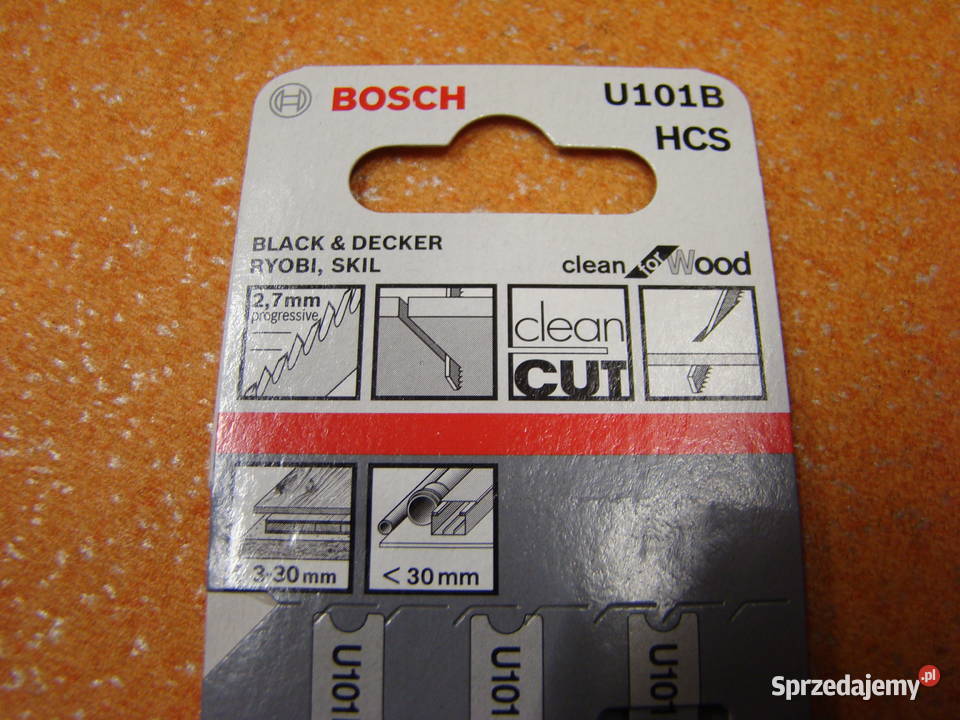 BOSCH U101B
HCS
BLACK & DECKER
RYOBI, SKIL
clean for Wood
2,7mm
progressive
clean
CUT
3-30 mm
< 30 mm
U101 U101 U101
Sprzedajemy.pl